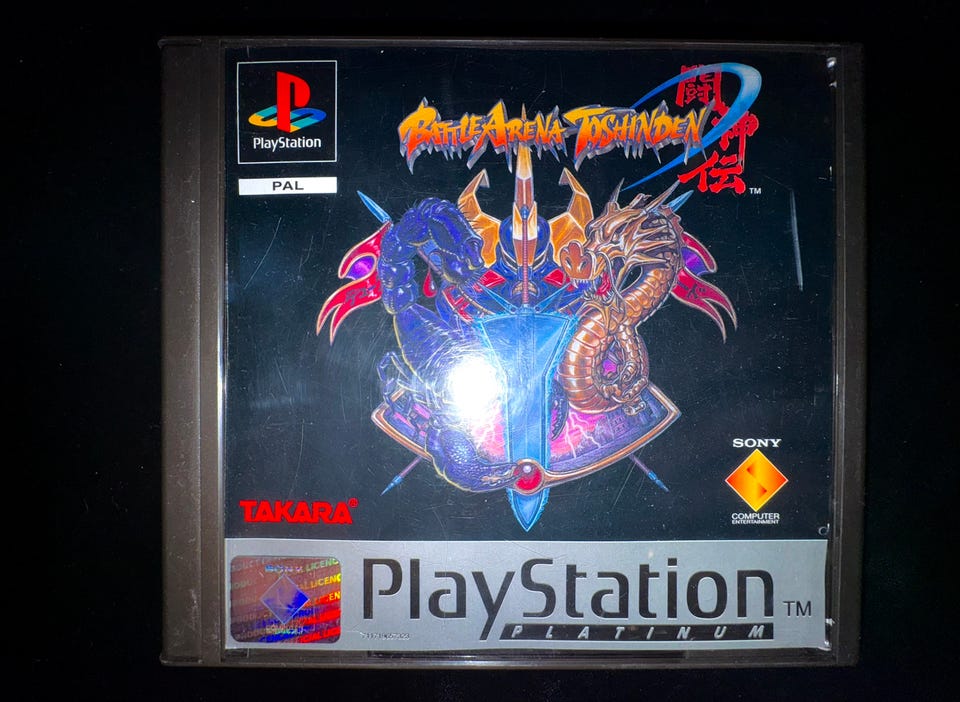 PlayStation
PAL
BATTLE ARENA TOSHINDEN
闘神伝
TM
TAKARA®
SONY
COMPUTER
ENTERTAINMENT
PlayStation TM
PLATINUM